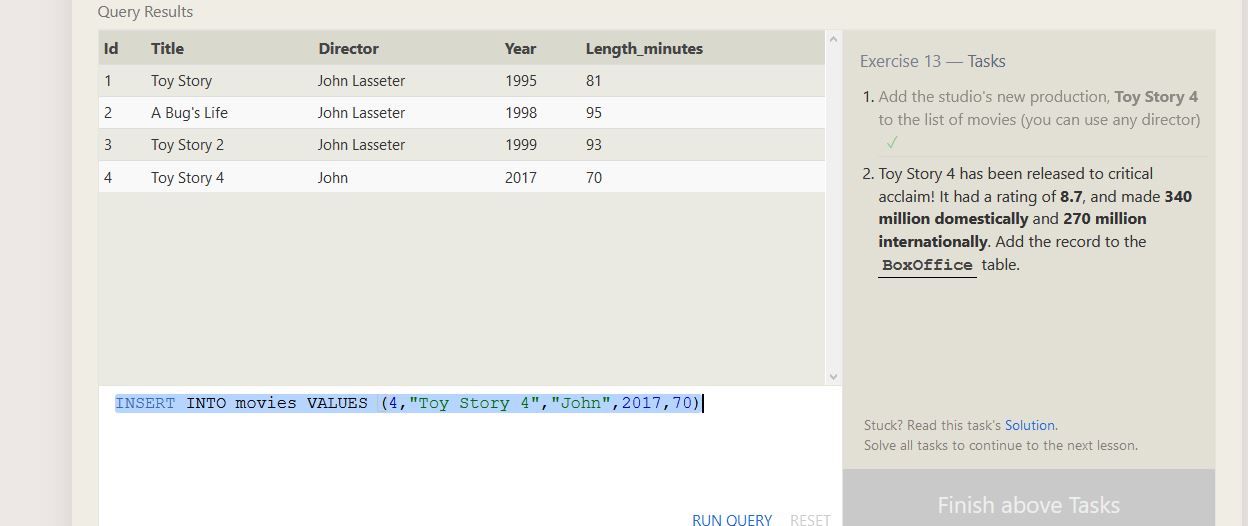 Query Results
Id Title Director Year Length_minutes
1 Toy Story John Lasseter 1995 81
2 A Bug's Life John Lasseter 1998 95
3 Toy Story 2 John Lasseter 1999 93
4 Toy Story 4 John 2017 70
INSERT INTO movies VALUES (4,"Toy Story 4","John",2017,70)
RUN QUERY RESET
Exercise 13 — Tasks
1. Add the studio's new production, Toy Story 4
to the list of movies (you can use any director)
✓
2. Toy Story 4 has been released to critical
acclaim! It had a rating of 8.7, and made 340
million domestically and 270 million
internationally. Add the record to the
BoxOffice table.
Stuck? Read this task's Solution.
Solve all tasks to continue to the next lesson.
Finish above Tasks